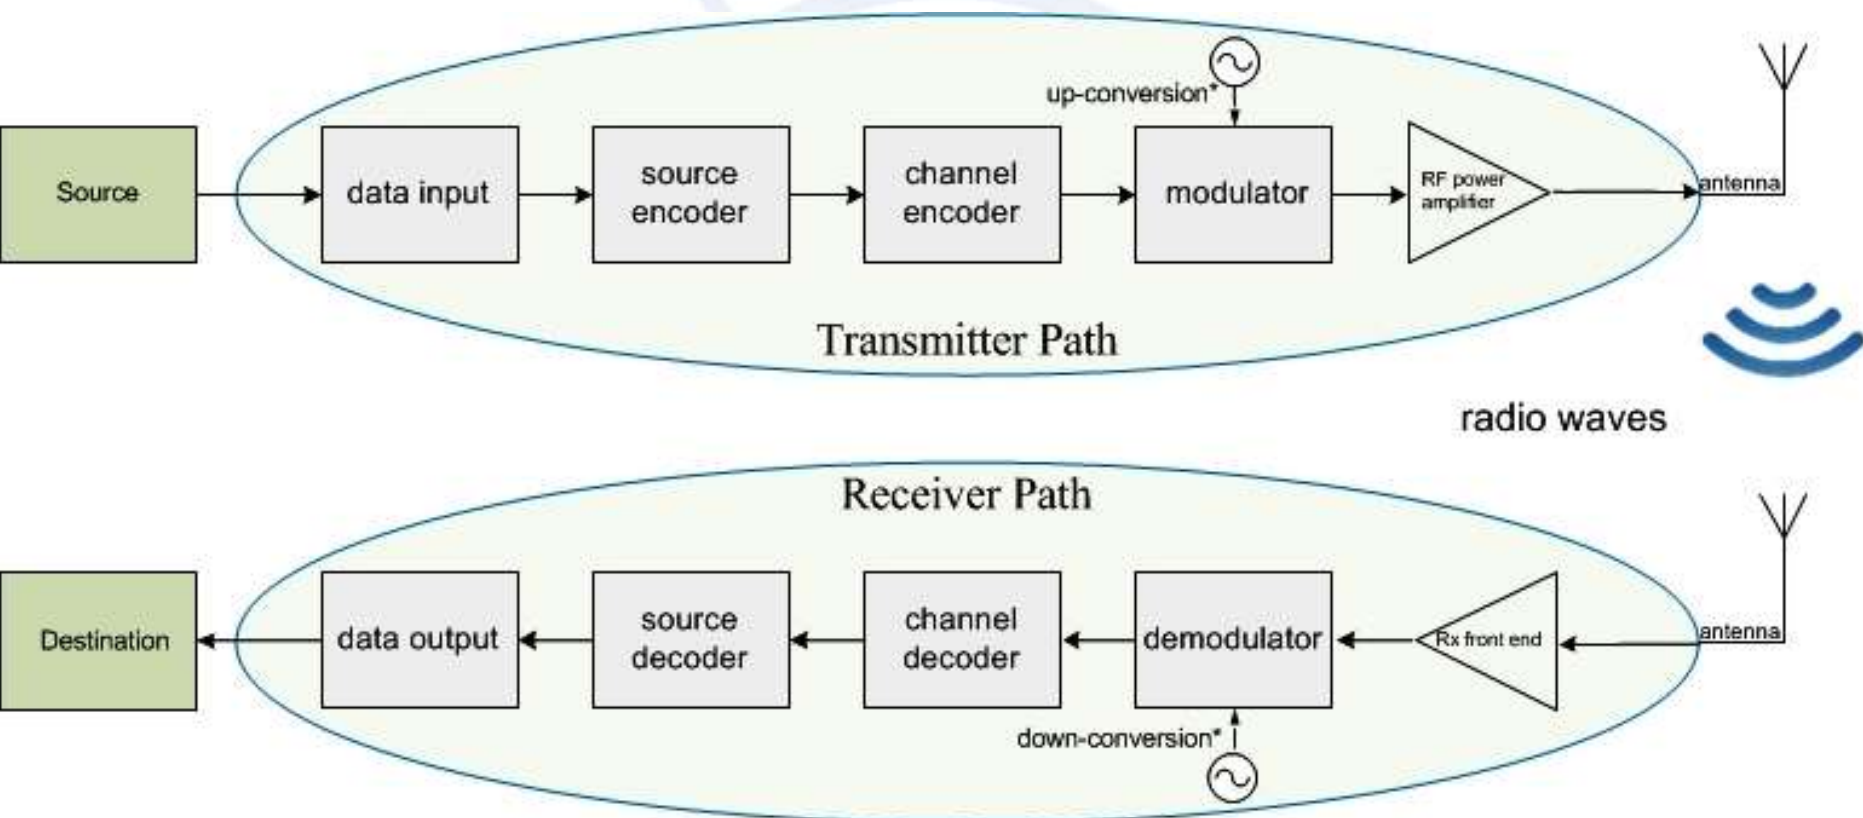 up-conversion*
Source
data input
source
encoder
channel
encoder
modulator
RF power
amplifier
antenna
Transmitter Path
radio waves
Receiver Path
Destination
data output
source
decoder
channel
decoder
demodulator
Rx front end
antenna
down-conversion*